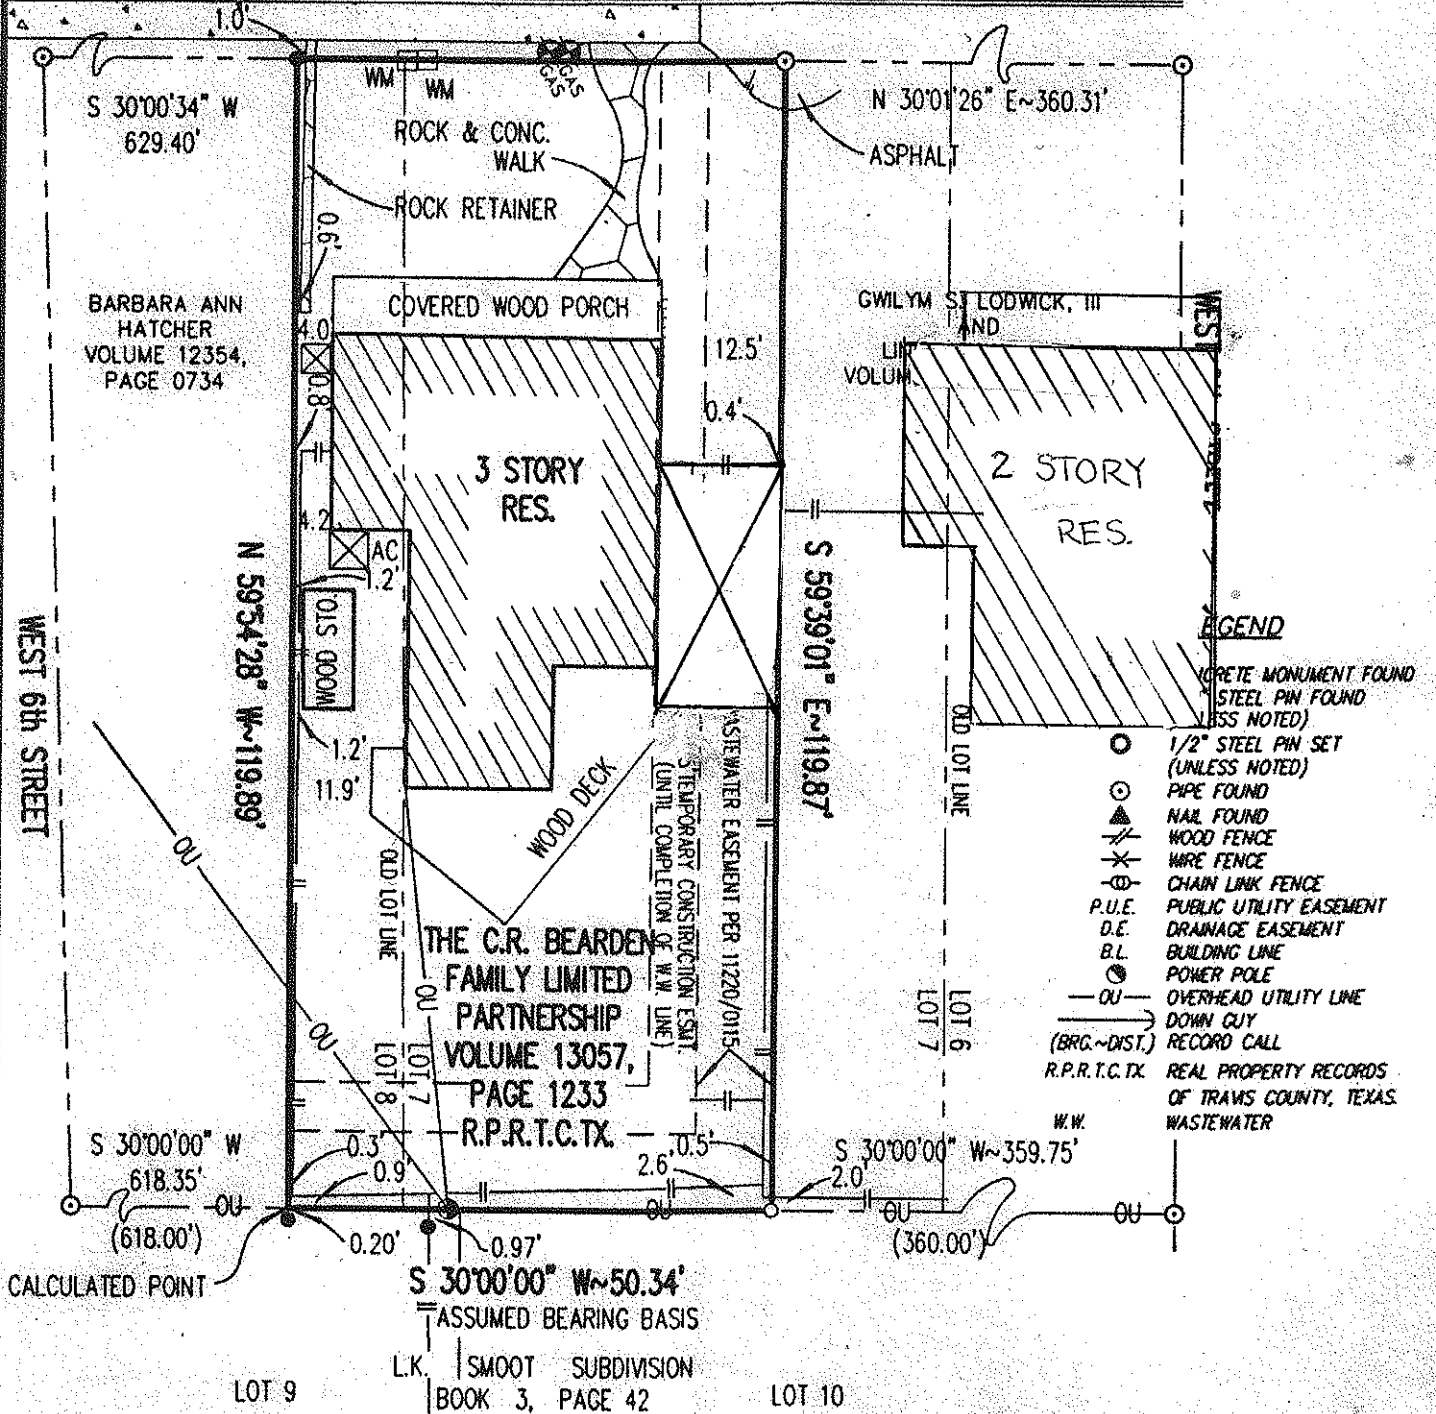 1.0'
WM
WM
GAS
GAS
S 30°00'34" W
629.40'
N 30°01'26" E~360.31'
ROCK & CONC.
WALK
ASPHALT
ROCK RETAINER
0.6'
BARBARA ANN
HATCHER
VOLUME 12354,
PAGE 0734
COVERED WOOD PORCH
GWILYM S. LODWICK, III
AND
WEST
4.0
12.5'
0.8'
0.4'
3 STORY
RES.
2 STORY
RES.
4.2
AC
1.2'
WOOD STO.
N 59°54'28" W~119.89'
S 59°39'01" E~119.87'
WEST 6th STREET
EGEND
CRETE MONUMENT FOUND
STEEL PIN FOUND
ESS NOTED)
1/2" STEEL PIN SET
(UNLESS NOTED)
PIPE FOUND
NAIL FOUND
WOOD FENCE
WIRE FENCE
CHAIN LINK FENCE
P.U.E. PUBLIC UTILITY EASEMENT
D.E. DRAINAGE EASEMENT
B.L. BUILDING LINE
POWER POLE
OU OVERHEAD UTILITY LINE
DOWN GUY
(BRG.~DIST.) RECORD CALL
R.P.R.T.C.TX. REAL PROPERTY RECORDS
OF TRAVIS COUNTY, TEXAS.
W.W. WASTEWATER
1.2'
11.9'
WOOD DECK
OLD LOT LINE
OLD LOT LINE
ASTEWATER EASEMENT PER 11220/0115
5' TEMPORARY CONSTRUCTION ESMT.
(UNTIL COMPLETION OF W.W. LINE)
OU
OU
OU
THE C.R. BEARDEN
FAMILY LIMITED
PARTNERSHIP
VOLUME 13057,
PAGE 1233
R.P.R.T.C.TX.
LOT 8
LOT 7
LOT 7
LOT 6
S 30°00'00" W
618.35'
(618.00')
OU
0.3'
0.9'
2.6'
0.5'
2.0'
S 30°00'00" W~359.75'
OU
OU
OU
(360.00')
0.20'
0.97'
CALCULATED POINT
S 30°00'00" W~50.34'
ASSUMED BEARING BASIS
L.K. SMOOT SUBDIVISION
BOOK 3, PAGE 42
LOT 9
LOT 10